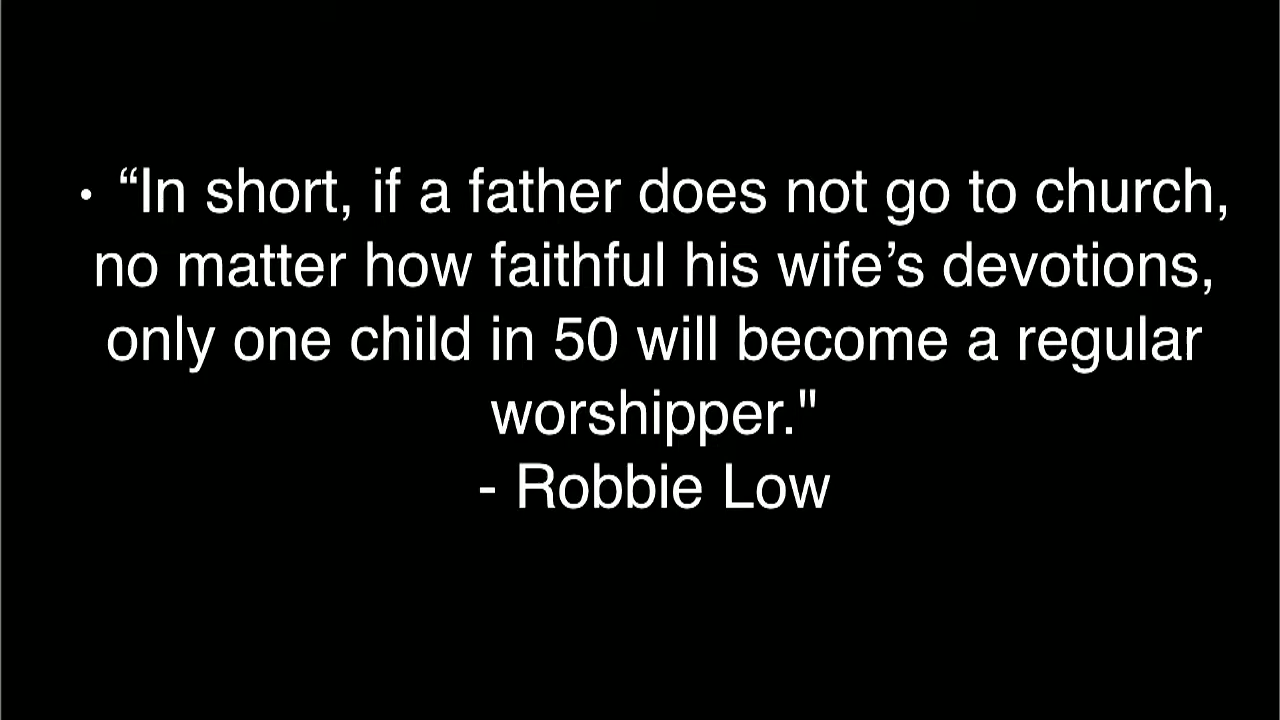 • “In short, if a father does not go to church,
no matter how faithful his wife’s devotions,
only one child in 50 will become a regular
worshipper."
- Robbie Low